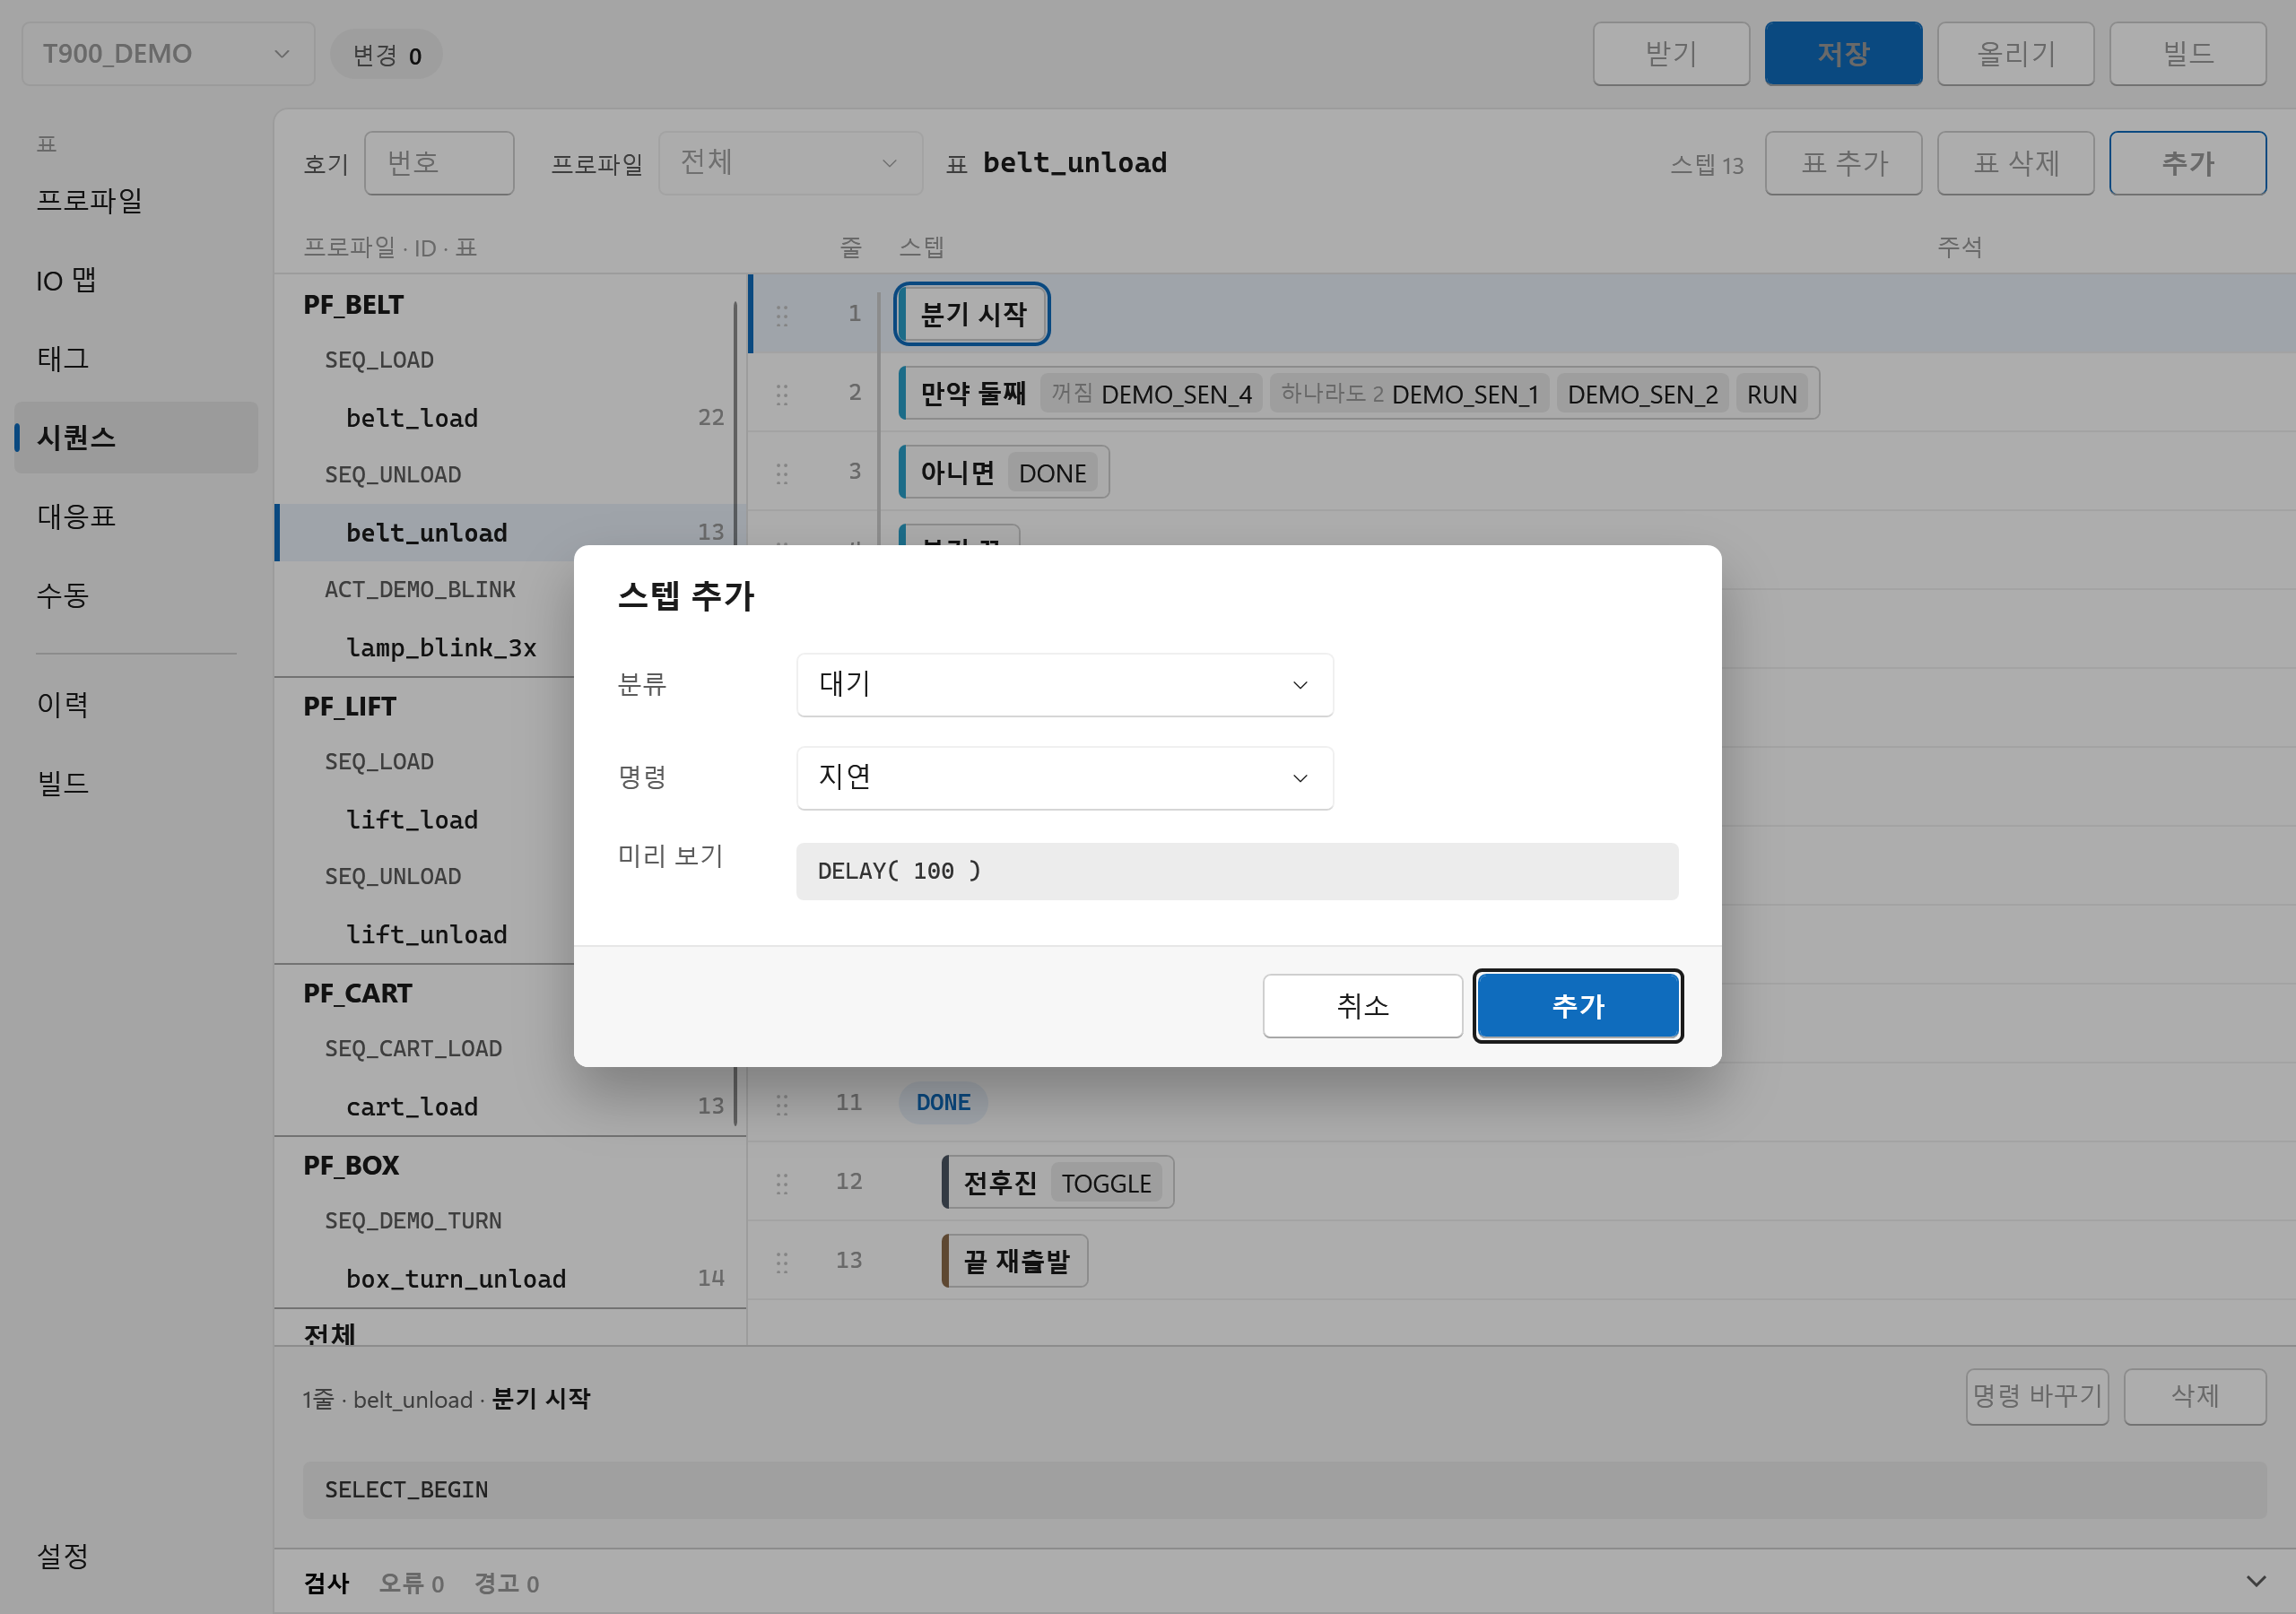 T900_DEMO
변경 0
받기
저장
올리기
빌드
표
프로파일
IO 맵
태그
시퀀스
대응표
수동
이력
빌드
설정
호기
번호
프로파일
전체
표 belt_unload
스텝 13
표 추가
표 삭제
추가
프로파일 · ID · 표
줄
스텝
주석
PF_BELT
SEQ_LOAD
belt_load 22
SEQ_UNLOAD
belt_unload 13
ACT_DEMO_BLINK
lamp_blink_3x
PF_LIFT
SEQ_LOAD
lift_load
SEQ_UNLOAD
lift_unload
PF_CART
SEQ_CART_LOAD
cart_load 13
PF_BOX
SEQ_DEMO_TURN
box_turn_unload 14
전체
1 분기 시작
2 만약 둘째 꺼짐 DEMO_SEN_4 하나라도 2 DEMO_SEN_1 DEMO_SEN_2 RUN
3 아니면 DONE
스텝 추가
분류
대기
명령
지연
미리 보기
DELAY( 100 )
취소
추가
11 DONE
12 전후진 TOGGLE
13 끝 재출발
1줄 · belt_unload · 분기 시작
명령 바꾸기
삭제
SELECT_BEGIN
검사 오류 0 경고 0